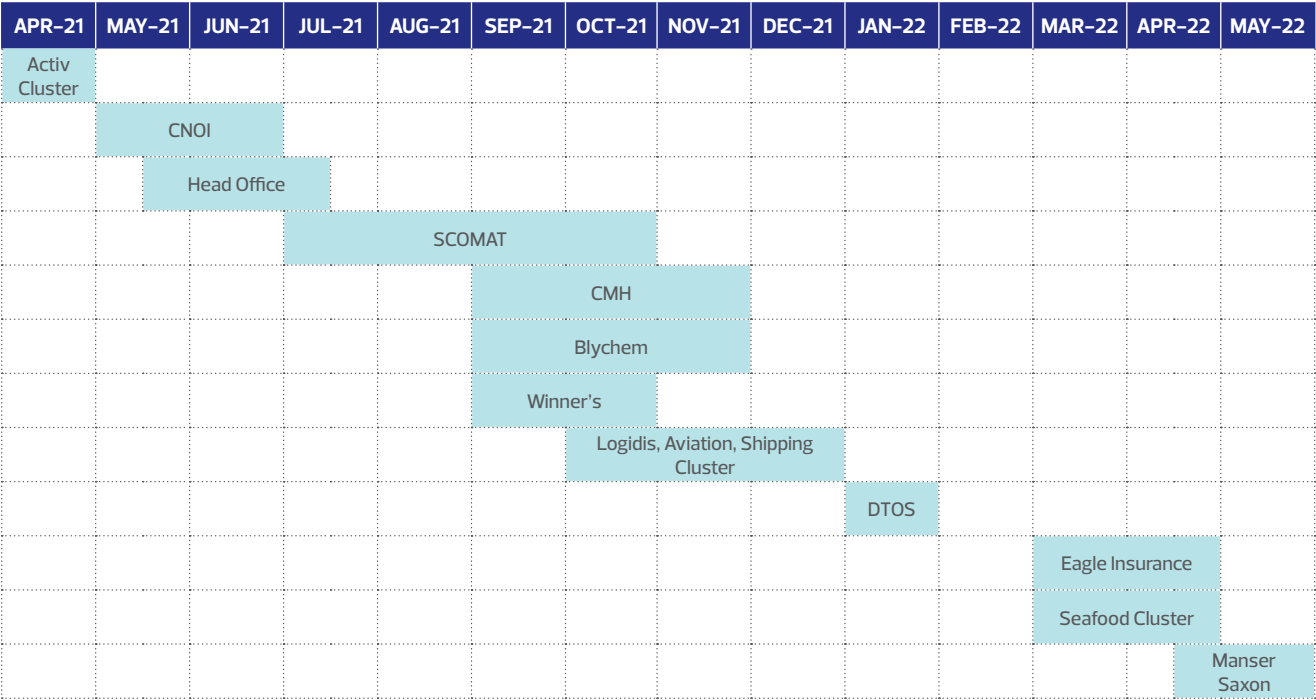 APR–21 MAY–21 JUN–21 JUL–21 AUG–21 SEP–21 OCT–21 NOV–21 DEC–21 JAN–22 FEB–22 MAR–22 APR–22 MAY–22
Activ
Cluster
CNOI
Head Office
SCOMAT
CMH
Blychem
Winner’s
Logidis, Aviation, Shipping
Cluster
DTOS
Eagle Insurance
Seafood Cluster
Manser
Saxon